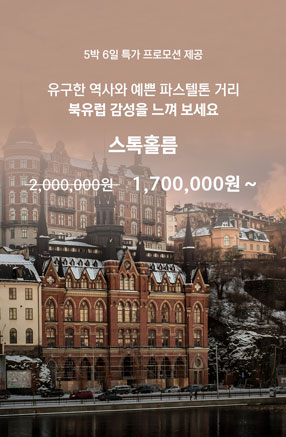 5박 6일 특가 프로모션 제공
유구한 역사와 예쁜 파스텔톤 거리
북유럽 감성을 느껴 보세요
스톡홀름
2,000,000원 1,700,000원 ~